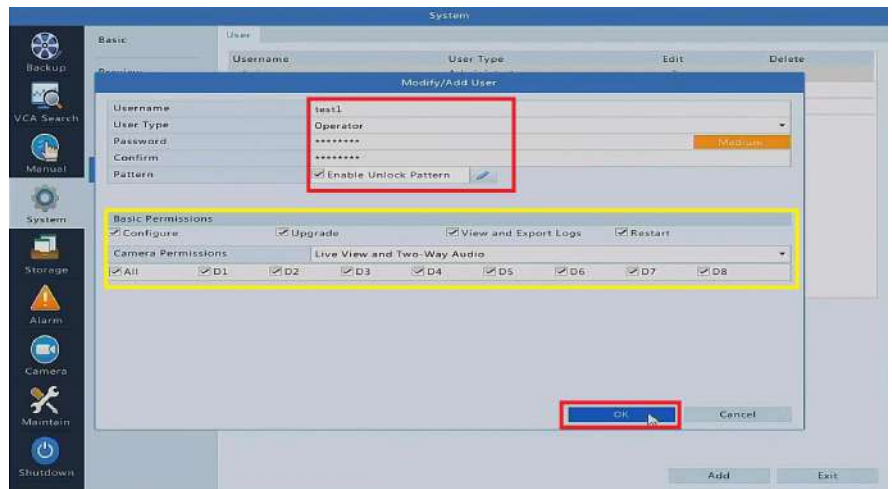 System
Backup
VCA Search
Manual
System
Storage
Alarm
Camera
Maintain
Shutdown
Basic
User
Username User Type Edit Delete
Modify/Add User
Username test1
User Type Operator
Password ******** Medium
Confirm ********
Pattern Enable Unlock Pattern
Basic Permissions
Configure Upgrade View and Export Logs Restart
Camera Permissions Live View and Two-Way Audio
All D1 D2 D3 D4 D5 D6 D7 D8
OK Cancel
Add Exit